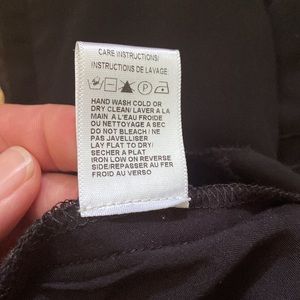 CARE INSTRUCTIONS/
INSTRUCTIONS DE LAVAGE:
HAND WASH COLD OR
DRY CLEAN/ LAVER A LA
MAIN A L'EAU FROIDE
OU NETTOYAGE A SEC
DO NOT BLEACH / NE
PAS JAVELLISER
LAY FLAT TO DRY/
SECHER A PLAT
IRON LOW ON REVERSE
SIDE/REPASSER AU FER
FROID AU VERSO